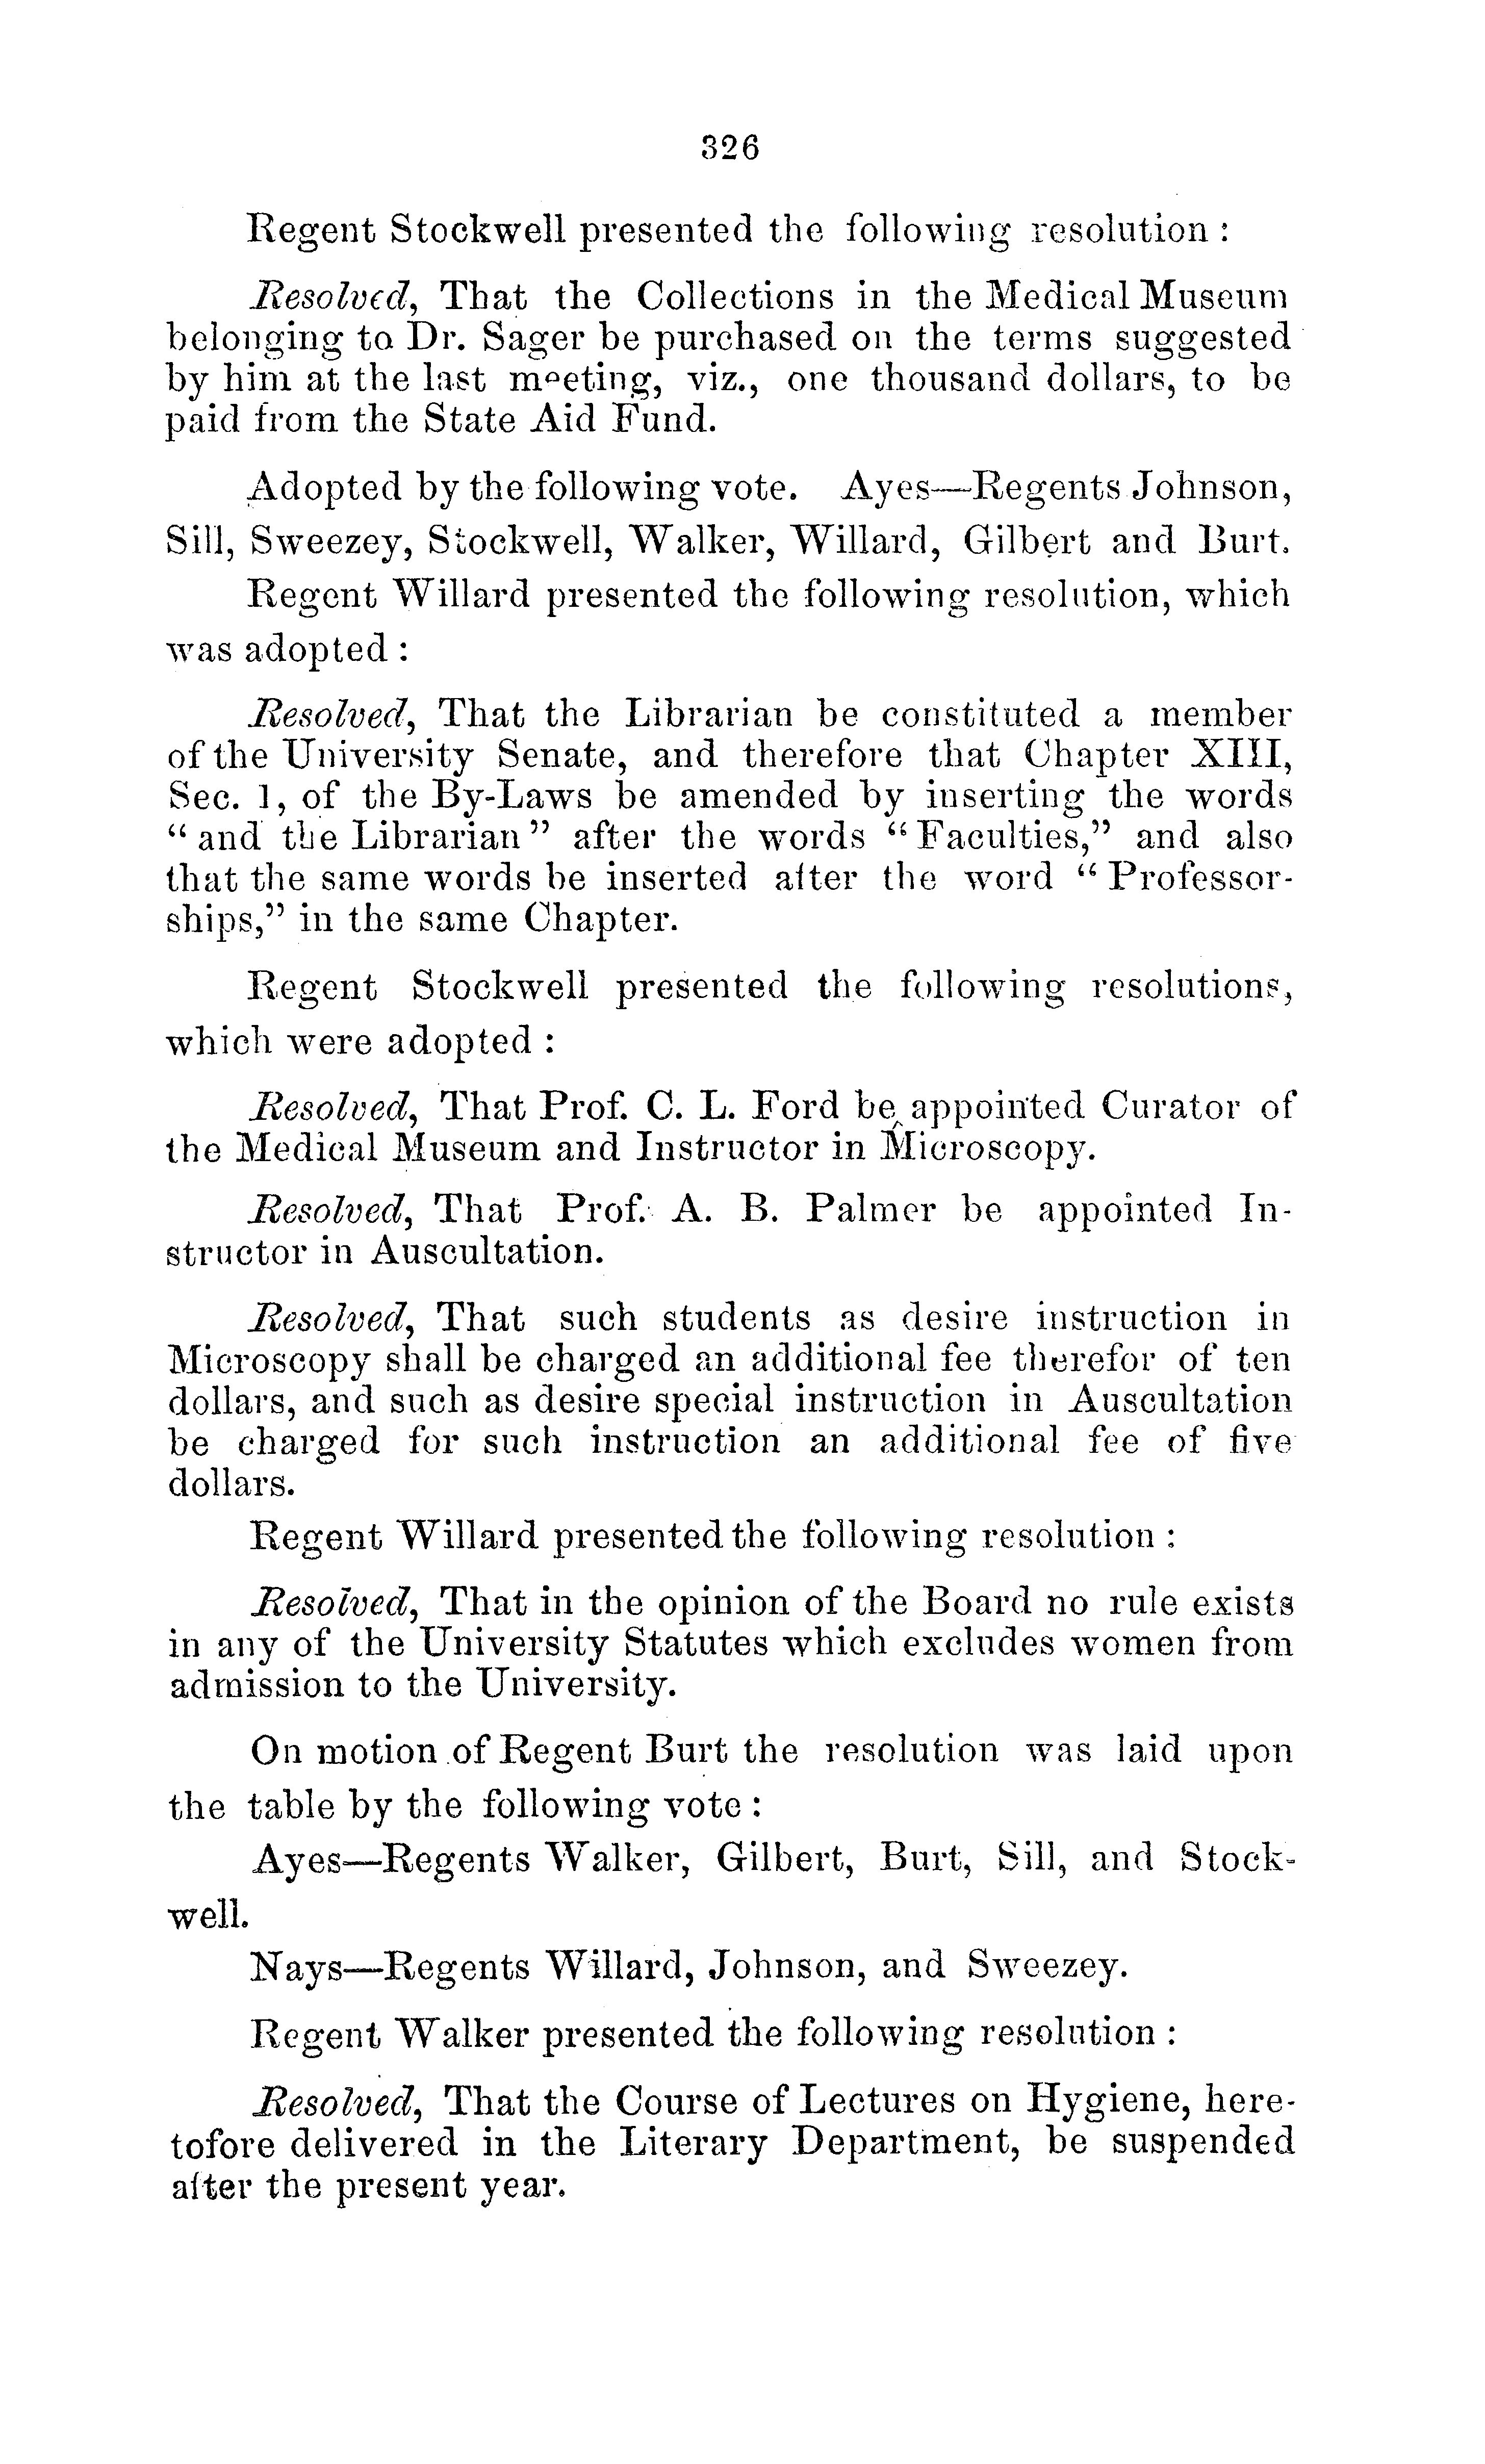 326
Regent Stockwell presented the following resolution :
Resolved, That the Collections in the Medical Museum
belonging to Dr. Sager be purchased on the terms suggested
by him at the last meeting, viz., one thousand dollars, to be
paid from the State Aid Fund.
Adopted by the following vote. Ayes—Regents Johnson,
Sill, Sweezey, Stockwell, Walker, Willard, Gilbert and Burt.
Regent Willard presented the following resolution, which
was adopted :
Resolved, That the Librarian be constituted a member
of the University Senate, and therefore that Chapter XIII,
Sec. 1, of the By-Laws be amended by inserting the words
“ and the Librarian ” after the words “ Faculties,” and also
that the same words be inserted after the word “ Professor-
ships,” in the same Chapter.
Regent Stockwell presented the following resolutions,
which were adopted :
Resolved, That Prof. C. L. Ford be appointed Curator of
the Medical Museum and Instructor in Microscopy.
Resolved, That Prof. A. B. Palmer be appointed In-
structor in Auscultation.
Resolved, That such students as desire instruction in
Microscopy shall be charged an additional fee therefor of ten
dollars, and such as desire special instruction in Auscultation
be charged for such instruction an additional fee of five
dollars.
Regent Willard presented the following resolution :
Resolved, That in the opinion of the Board no rule exists
in any of the University Statutes which excludes women from
admission to the University.
On motion of Regent Burt the resolution was laid upon
the table by the following vote :
Ayes—Regents Walker, Gilbert, Burt, Sill, and Stock-
well.
Nays—Regents Willard, Johnson, and Sweezey.
Regent Walker presented the following resolution :
Resolved, That the Course of Lectures on Hygiene, here-
tofore delivered in the Literary Department, be suspended
after the present year.